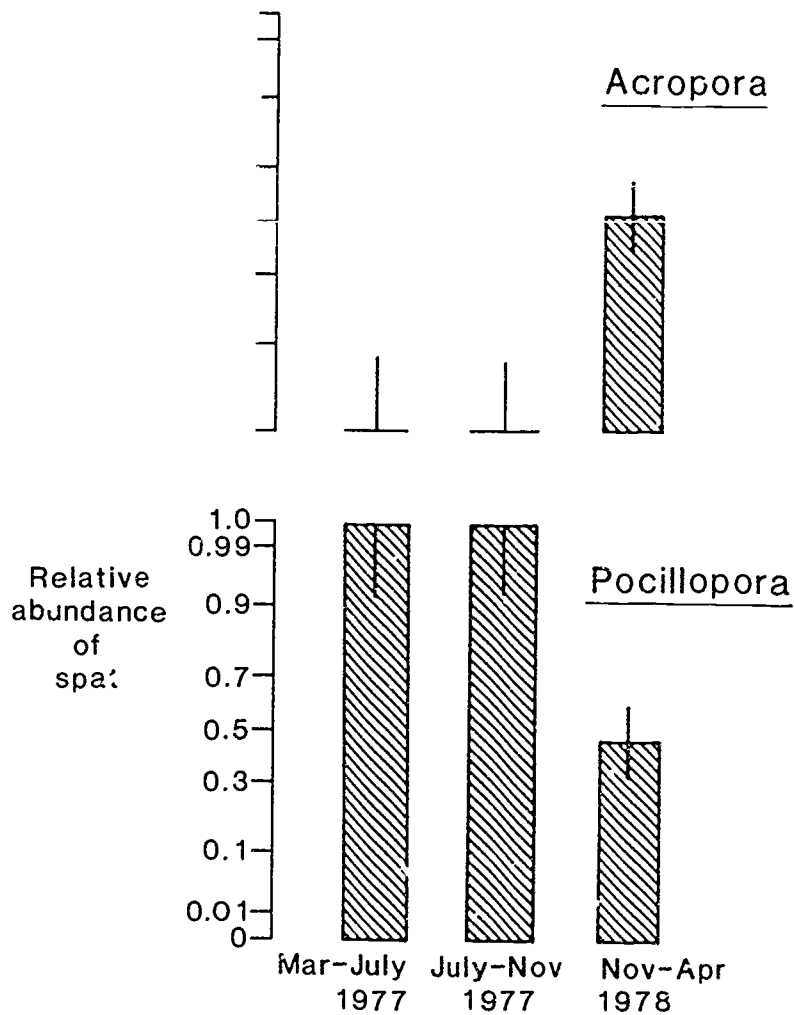 Acropora
1.0
0.99
Relative
abundance
of
spat
0.9
0.7
0.5
0.3
0.1
0.01
0
Pocillopora
Mar-July
1977
July-Nov
1977
Nov-Apr
1978